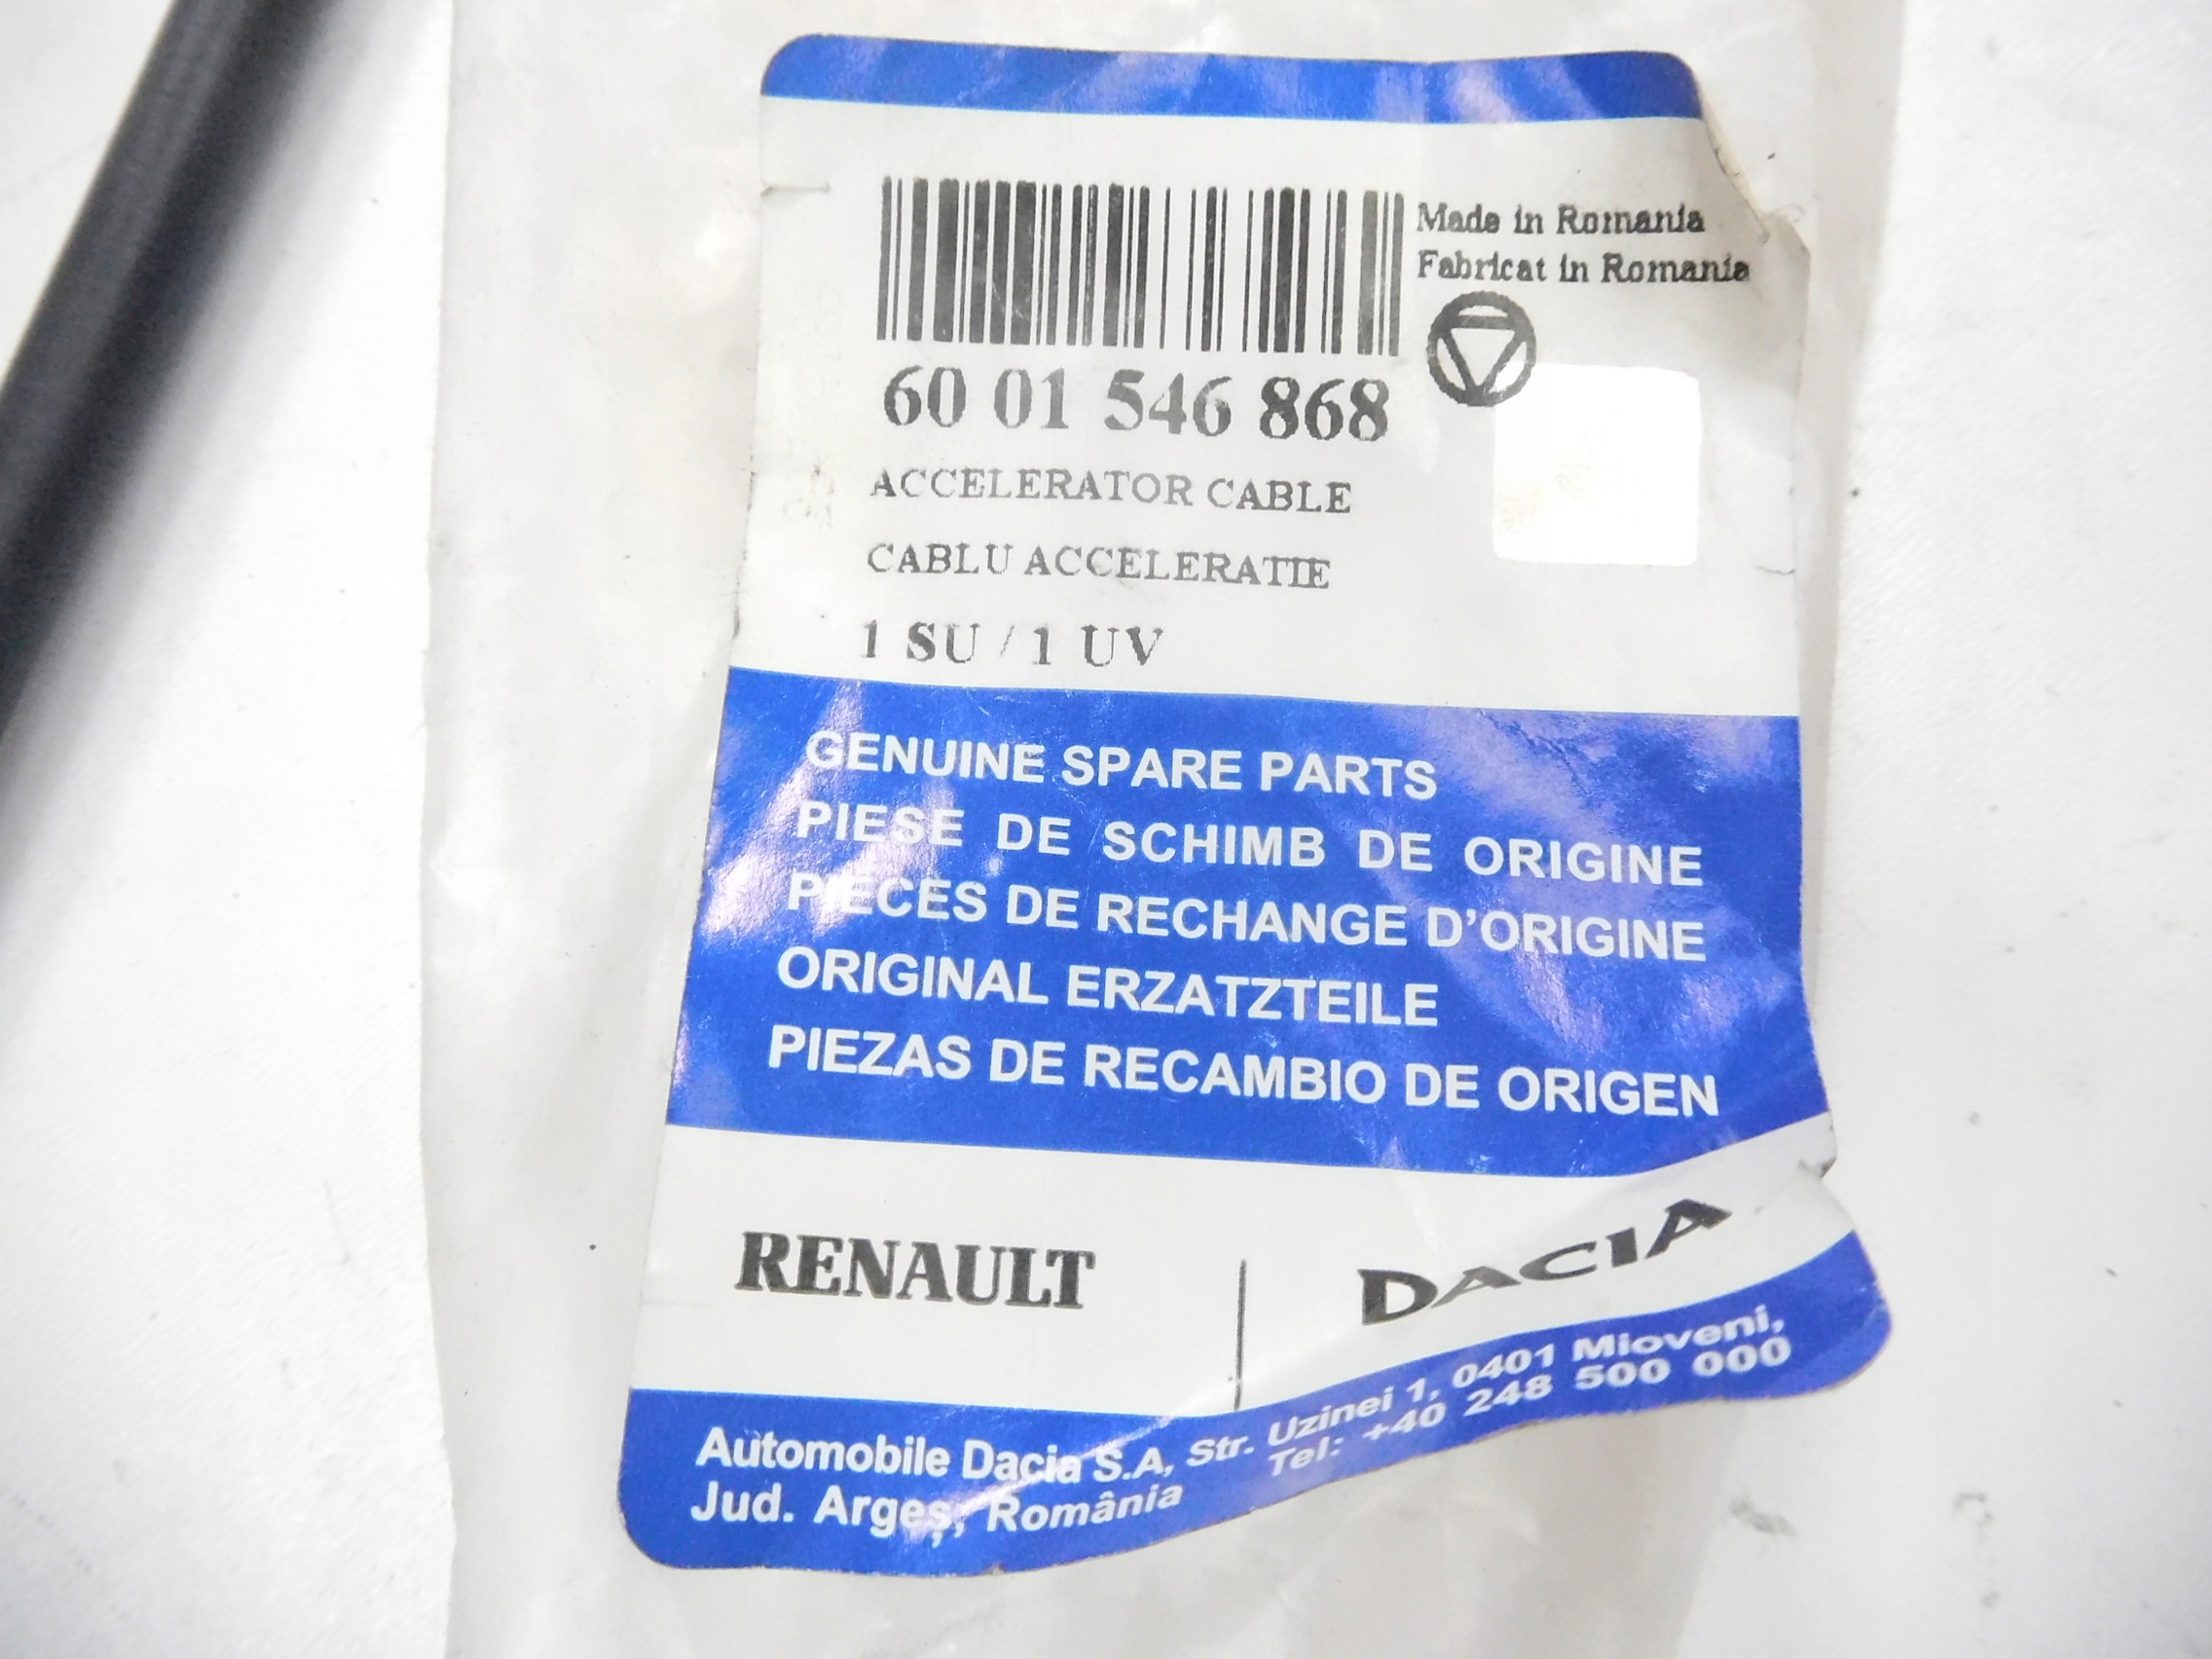 Made in Romania
Fabricat in Romania
60 01 546 868
ACCELERATOR CABLE
CABLU ACCELERATIE
1 SU / 1 UV
GENUINE SPARE PARTS
PIESE DE SCHIMB DE ORIGINE
PIECES DE RECHANGE D'ORIGINE
ORIGINAL ERZATZTEILE
PIEZAS DE RECAMBIO DE ORIGEN
RENAULT
DACIA
Automobile Dacia S.A, Str. Uzinei 1, 0401 Mioveni,
Jud. Argeș, România Tel: +40 248 500 000